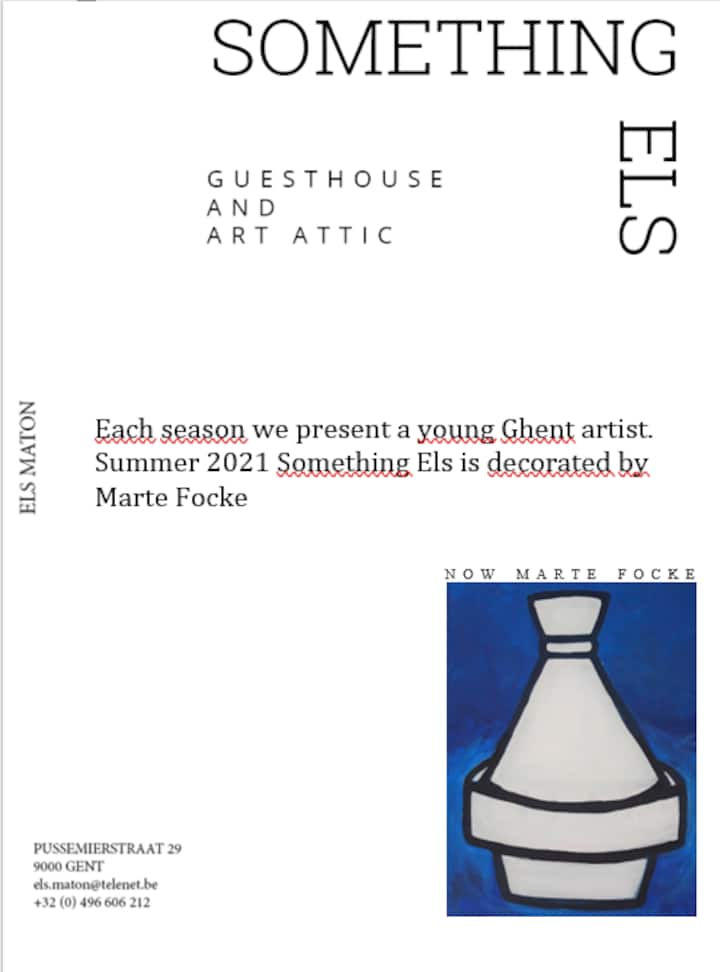 SOMETHING
ELS
GUESTHOUSE
AND
ART ATTIC
ELS MATON
Each season we present a young Ghent artist.
Summer 2021 Something Els is decorated by
Marte Focke
NOW MARTE FOCKE
PUSSEMIERSTRAAT 29
9000 GENT
els.maton@telenet.be
+32 (0) 496 606 212